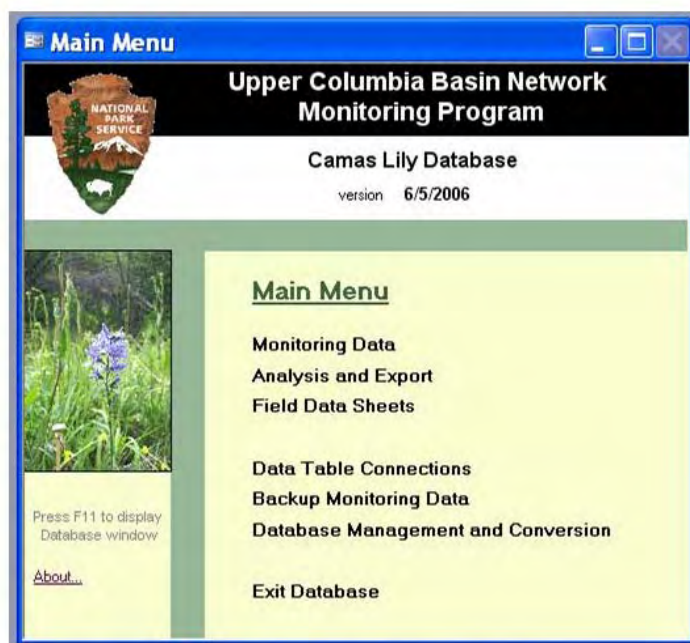 Main Menu
NATIONAL
PARK
SERVICE
Upper Columbia Basin Network
Monitoring Program
Camas Lily Database
version 6/5/2006
Main Menu
Monitoring Data
Analysis and Export
Field Data Sheets
Data Table Connections
Backup Monitoring Data
Database Management and Conversion
Exit Database
Press F11 to display
Database window
About...